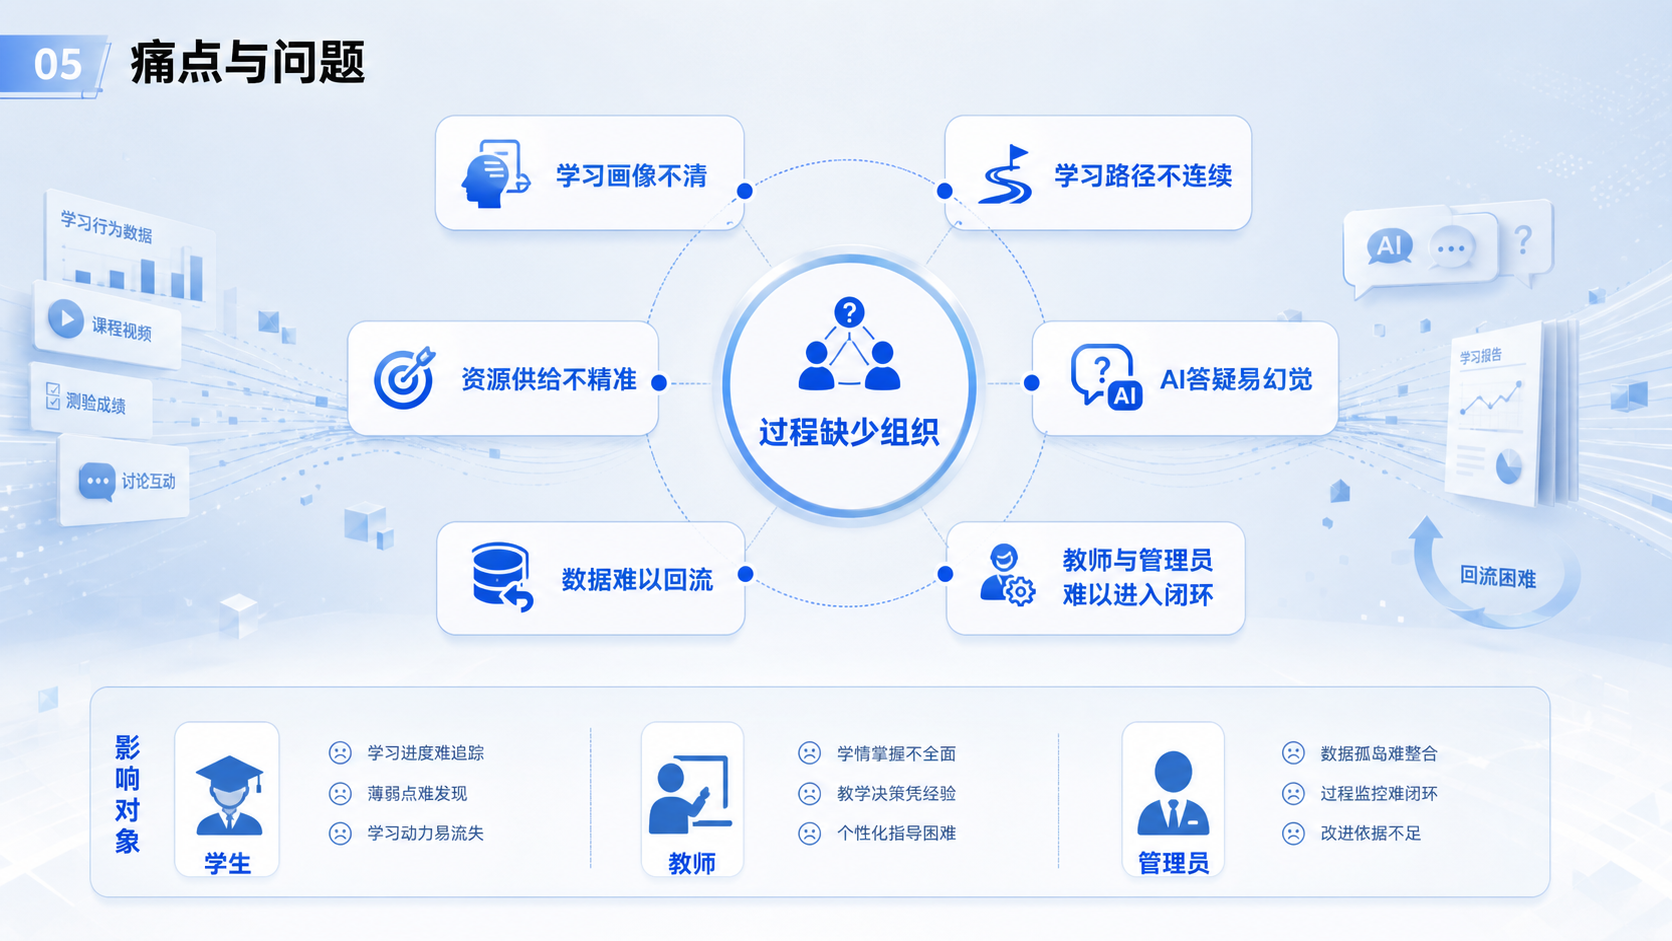 05 痛点与问题
学习画像不清
学习路径不连续
资源供给不精准
AI答疑易幻觉
数据难以回流
教师与管理员
难以进入闭环
?
过程缺少组织
?
AI
学习行为数据
课程视频
测验成绩
讨论互动
AI
?
学习报告
回流困难
影响对象
学生
学习进度难追踪
薄弱点难发现
学习动力易流失
教师
学情掌握不全面
教学决策凭经验
个性化指导困难
管理员
数据孤岛难整合
过程监控难闭环
改进依据不足